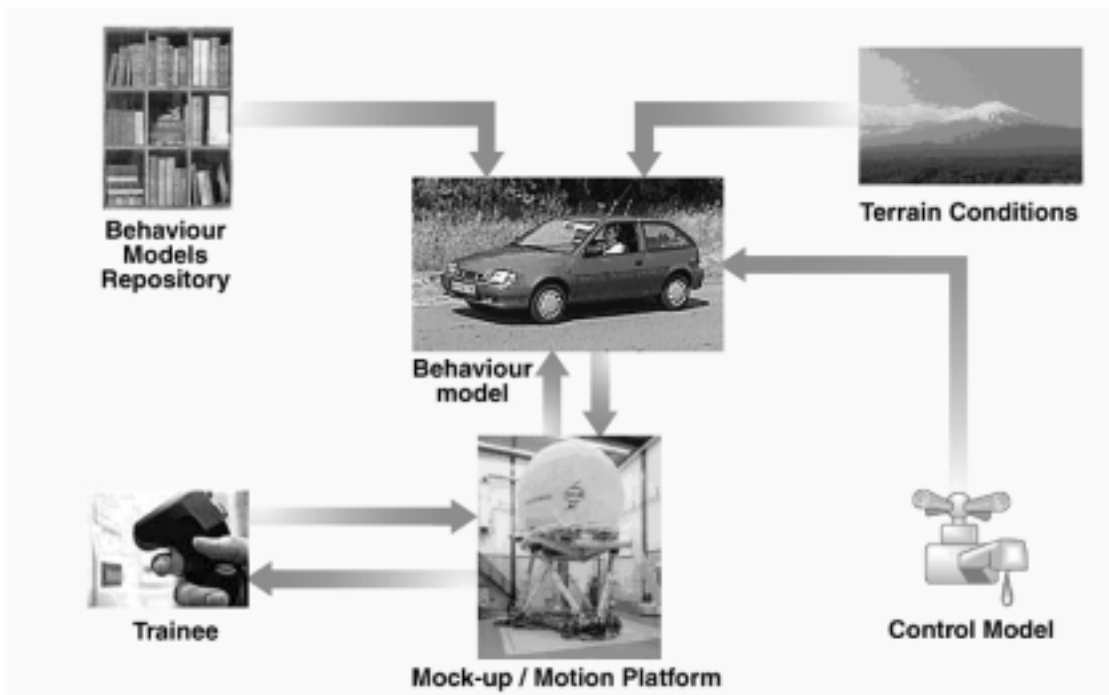 Behaviour
Models
Repository
Terrain Conditions
Behaviour
model
Trainee
Control Model
Mock-up / Motion Platform